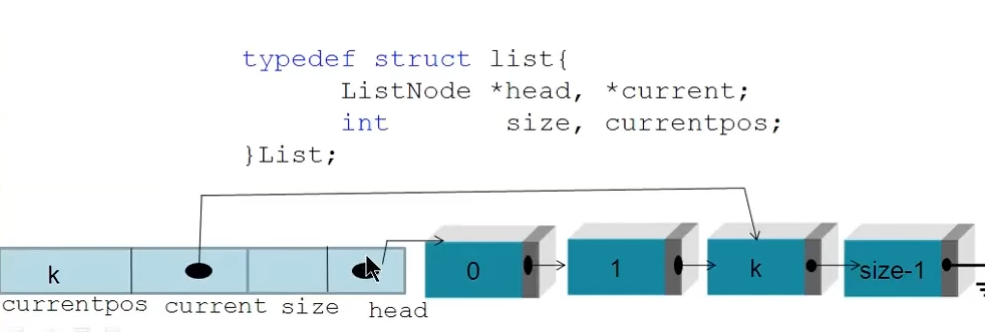 typedef struct list{
ListNode *head, *current;
int size, currentpos;
}List;
k
0
1
k
size-1
currentpos current size head